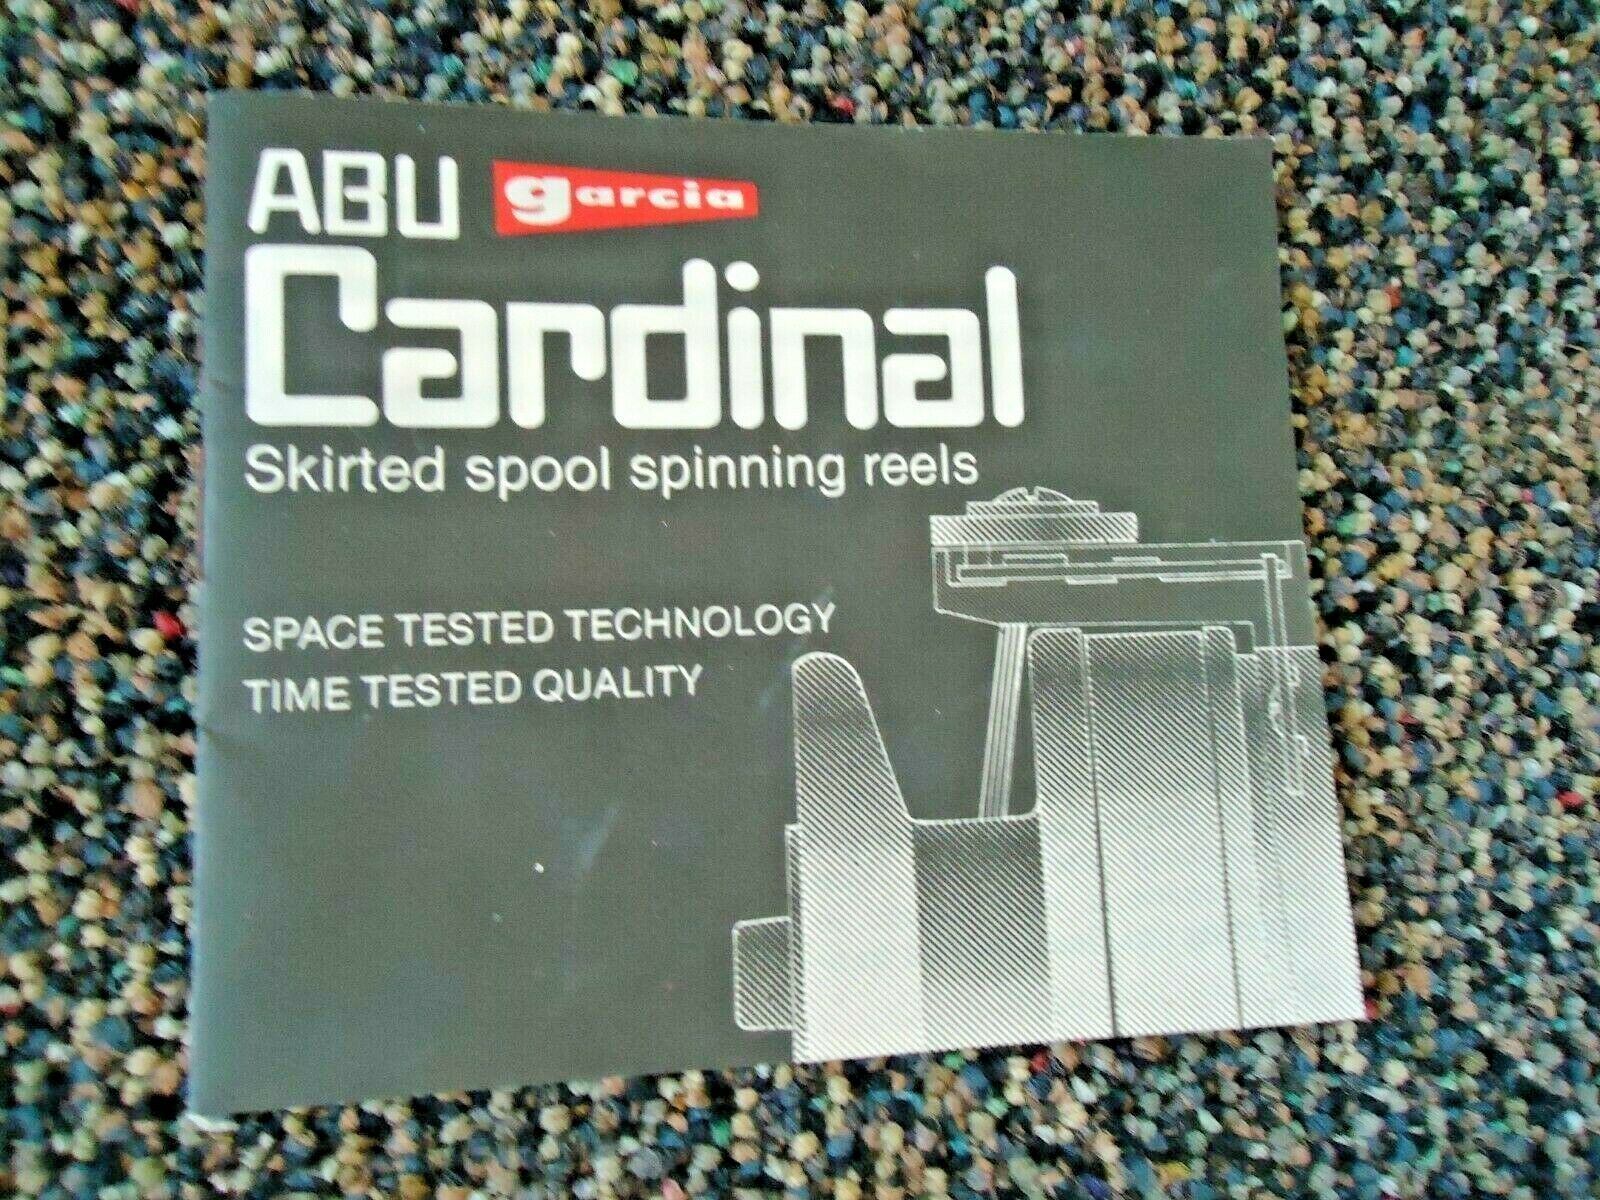 ABU garcia
Cardinal
Skirted spool spinning reels
SPACE TESTED TECHNOLOGY
TIME TESTED QUALITY